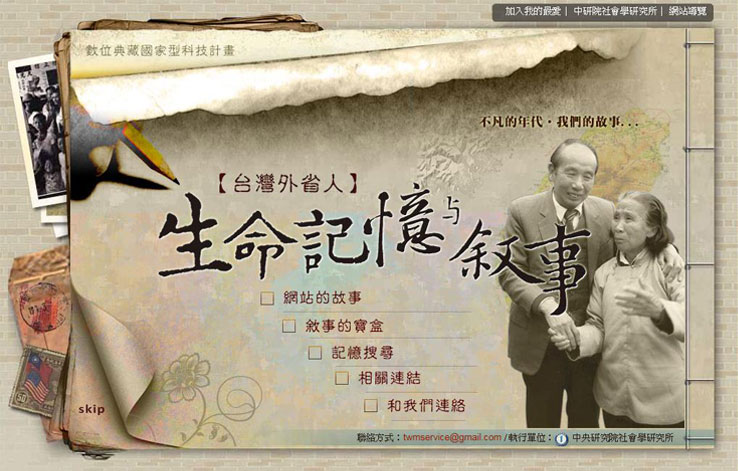 加入我的最愛 | 中研院社會學研究所 | 網站導覽
數位典藏國家型科技計畫
不凡的年代・我們的故事...
【台灣外省人】
生命記憶与敘事
網站的故事
敘事的寶盒
記憶搜尋
相關連結
和我們連絡
skip
聯絡方式：twmservice@gmail.com / 執行單位： 中央研究院社會學研究所